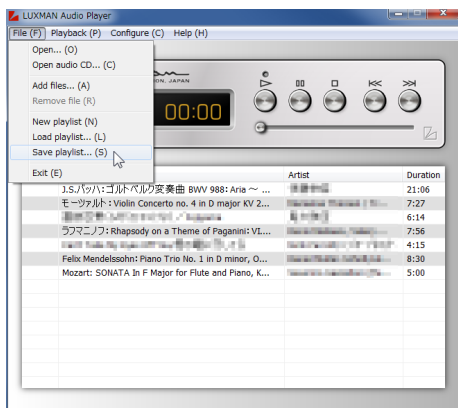 LUXMAN Audio Player
File (F) Playback (P) Configure (C) Help (H)
Open... (O)
Open audio CD... (C)
Add files... (A)
Remove file (R)
New playlist (N)
Load playlist... (L)
Save playlist... (S)
Exit (E)
ON, JAPAN
00:00
Artist Duration
J.S.バッハ:ゴルトベルク変奏曲 BWV 988: Aria ～ ... 21:06
モーツァルト:Violin Concerto no. 4 in D major KV 2... 7:27
6:14
ラフマニノフ:Rhapsody on a Theme of Paganini: VI.... 7:56
4:15
Felix Mendelssohn: Piano Trio No. 1 in D minor, O... 8:30
Mozart: SONATA In F Major for Flute and Piano, K... 5:00